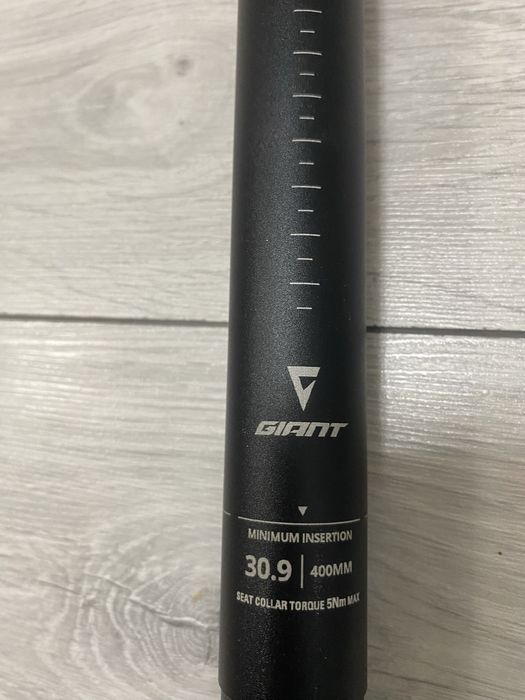 GIANT
MINIMUM INSERTION
30.9 | 400MM
SEAT COLLAR TORQUE 5Nm MAX